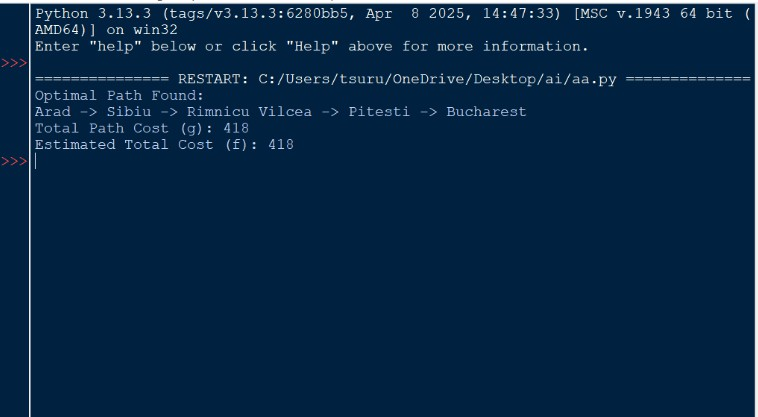 Python 3.13.3 (tags/v3.13.3:6280bb5, Apr  8 2025, 14:47:33) [MSC v.1943 64 bit (
AMD64)] on win32
Enter "help" below or click "Help" above for more information.
>>>
=============== RESTART: C:/Users/tsuru/OneDrive/Desktop/ai/aa.py ==============
Optimal Path Found:
Arad -> Sibiu -> Rimnicu Vilcea -> Pitesti -> Bucharest
Total Path Cost (g): 418
Estimated Total Cost (f): 418
>>>